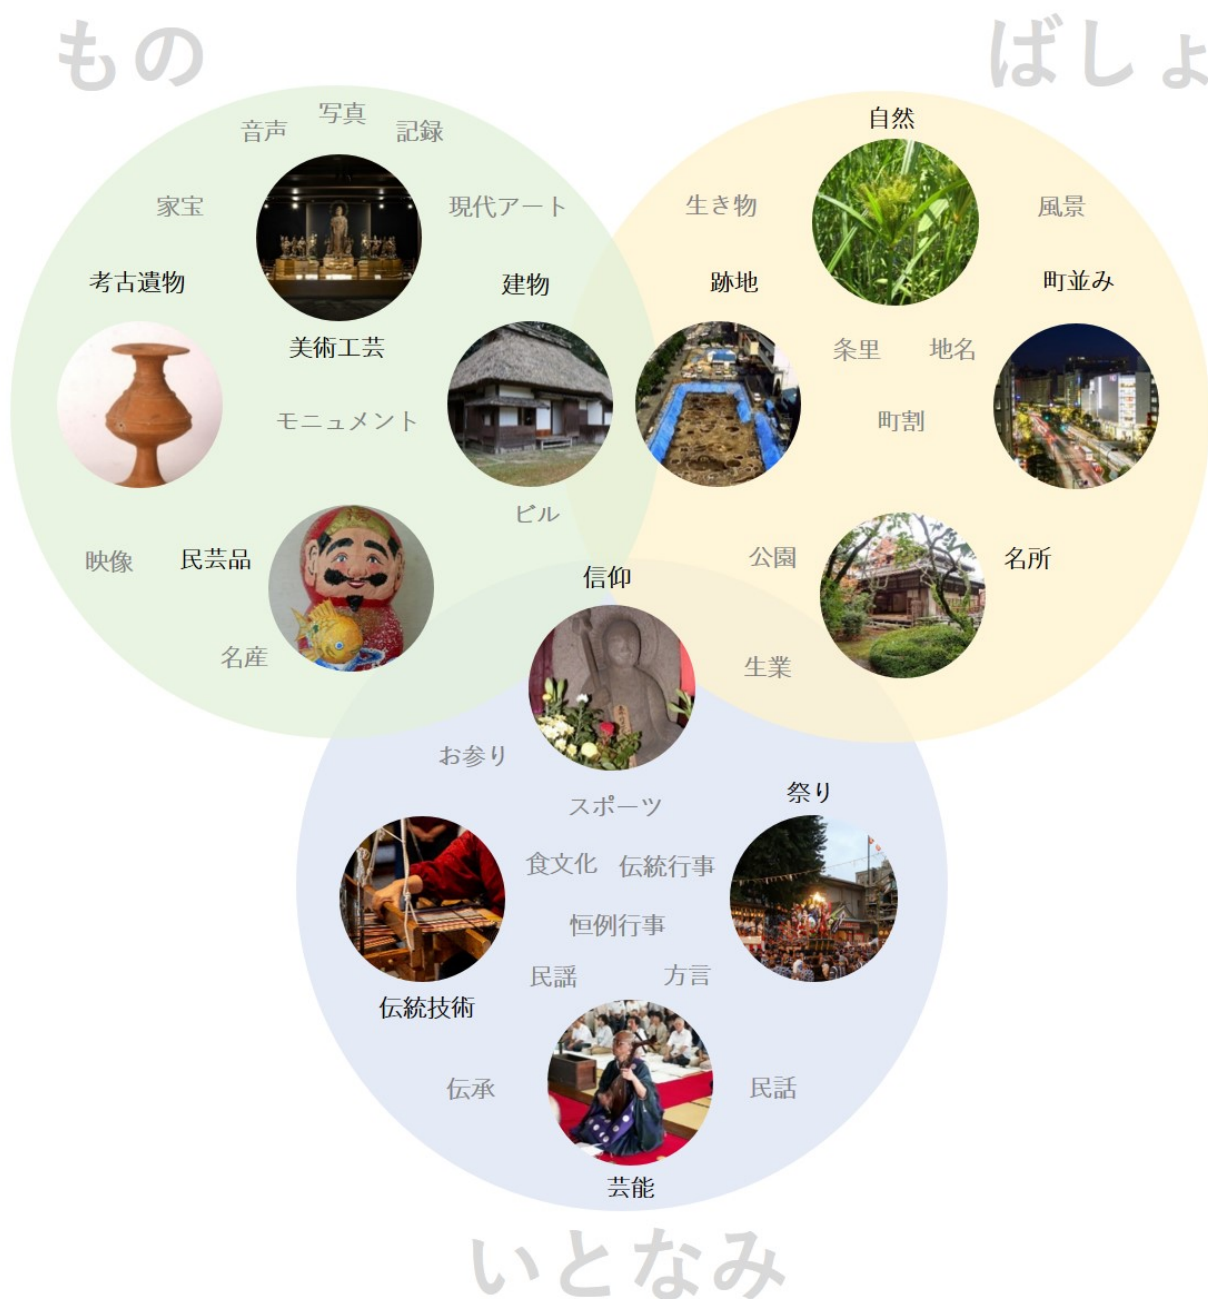 もの
ばしょ
音声
写真
記録
家宝
現代アート
考古遺物
建物
美術工芸
モニュメント
ビル
映像
民芸品
名産
自然
生き物
風景
跡地
町並み
条里
地名
町割
公園
名所
生業
信仰
お参り
スポーツ
祭り
食文化
伝統行事
恒例行事
民謡
方言
伝統技術
伝承
民話
芸能
いとなみ